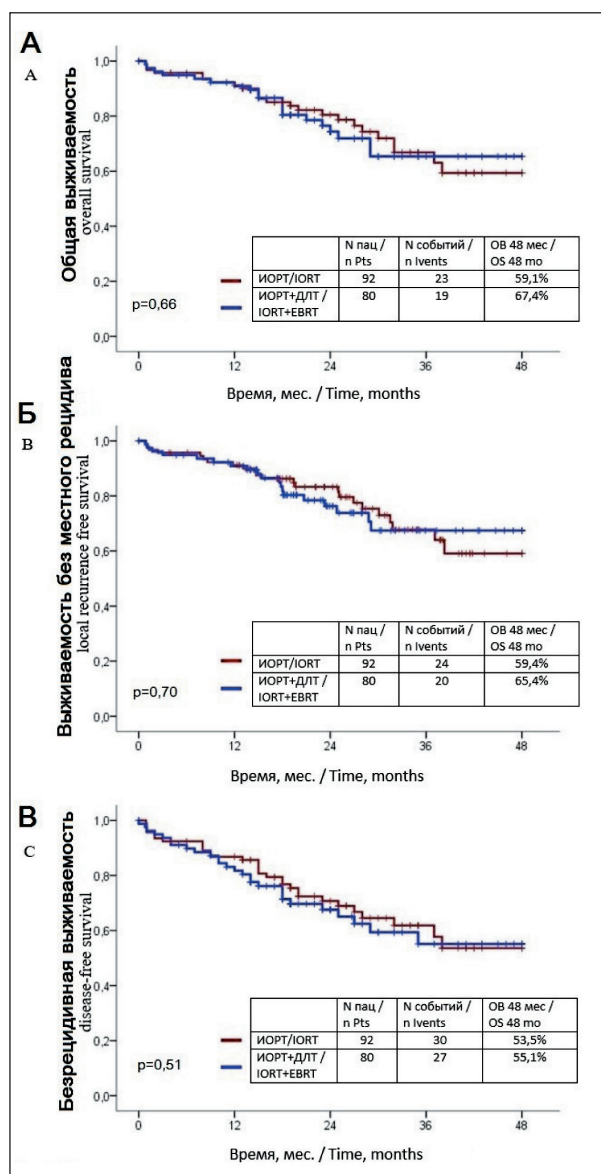 А
A
Общая выживаемость
overall survival
1,0
0,8
0,6
0,4
0,2
0,0
N пац / n Pts
N событий / n Ivents
ОВ 48 мес / OS 48 mo
ИОРТ/IORT 92 23 59,1%
ИОРТ+ДЛТ / IORT+EBRT 80 19 67,4%
p=0,66
0 12 24 36 48
Время, мес. / Time, months
Б
B
Выживаемость без местного рецидива
local recurrence free survival
1,0
0,8
0,6
0,4
0,2
0,0
N пац / n Pts
N событий / n Ivents
ОВ 48 мес / OS 48 mo
ИОРТ/IORT 92 24 59,4%
ИОРТ+ДЛТ / IORT+EBRT 80 20 65,4%
p=0,70
0 12 24 36 48
Время, мес. / Time, months
В
C
Безрецидивная выживаемость
disease-free survival
1,0
0,8
0,6
0,4
0,2
0,0
N пац / n Pts
N событий / n Ivents
ОВ 48 мес / OS 48 mo
ИОРТ/IORT 92 30 53,5%
ИОРТ+ДЛТ / IORT+EBRT 80 27 55,1%
p=0,51
0 12 24 36 48
Время, мес. / Time, months